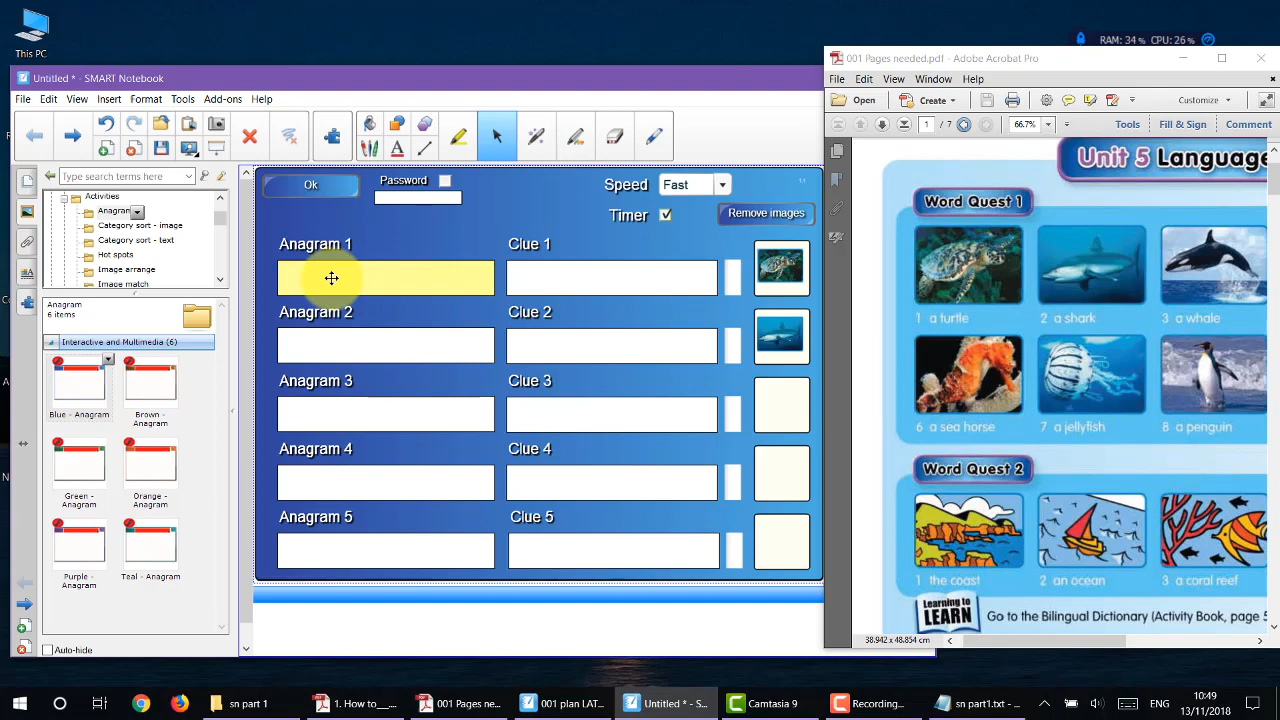 This PC
RAM: 34 % CPU: 26 %
Untitled * - SMART Notebook
File Edit View Insert Format Tools Add-ons Help
Type search terms here
Activities
Anagram
Category sort - image
Category sort - text
Hot spots
Image arrange
Image match
Anagram
6 items
Interactive and Multimedia (6)
Blue - Anagram
Brown -
Anagram
Green -
Anagram
Orange -
Anagram
Purple -
Anagram
Teal - Anagram
Auto-hide
Ok
Password
Speed Fast
1.1
Timer
Remove images
Anagram 1 Clue 1
Anagram 2 Clue 2
Anagram 3 Clue 3
Anagram 4 Clue 4
Anagram 5 Clue 5
001 Pages needed.pdf - Adobe Acrobat Pro
File Edit View Window Help
Open Create Customize
1 / 7 66.7% Tools Fill & Sign Comment
Unit 5 Language
Word Quest 1
1 a turtle 2 a shark 3 a whale
6 a sea horse 7 a jellyfish 8 a penguin
Word Quest 2
1 the coast 2 an ocean 3 a coral reef
Learning to
LEARN
Go to the Bilingual Dictionary (Activity Book, page 5
38.942 x 48.854 cm
sn part 1
1. How to___...
001 Pages ne...
001 plan LAT...
Untitled * - S...
Camtasia 9
Recording...
sn part1.txt - ...
ENG
10:49
13/11/2018